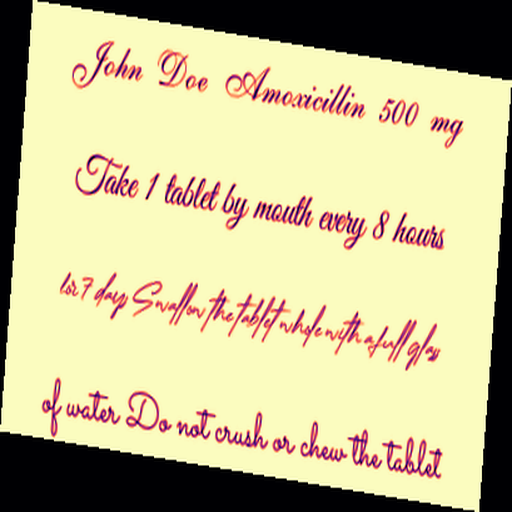 John Doe Amoxicillin 500 mg
Take 1 tablet by mouth every 8 hours
for 7 days Swallow the tablet whole with a full glass
of water Do not crush or chew the tablet